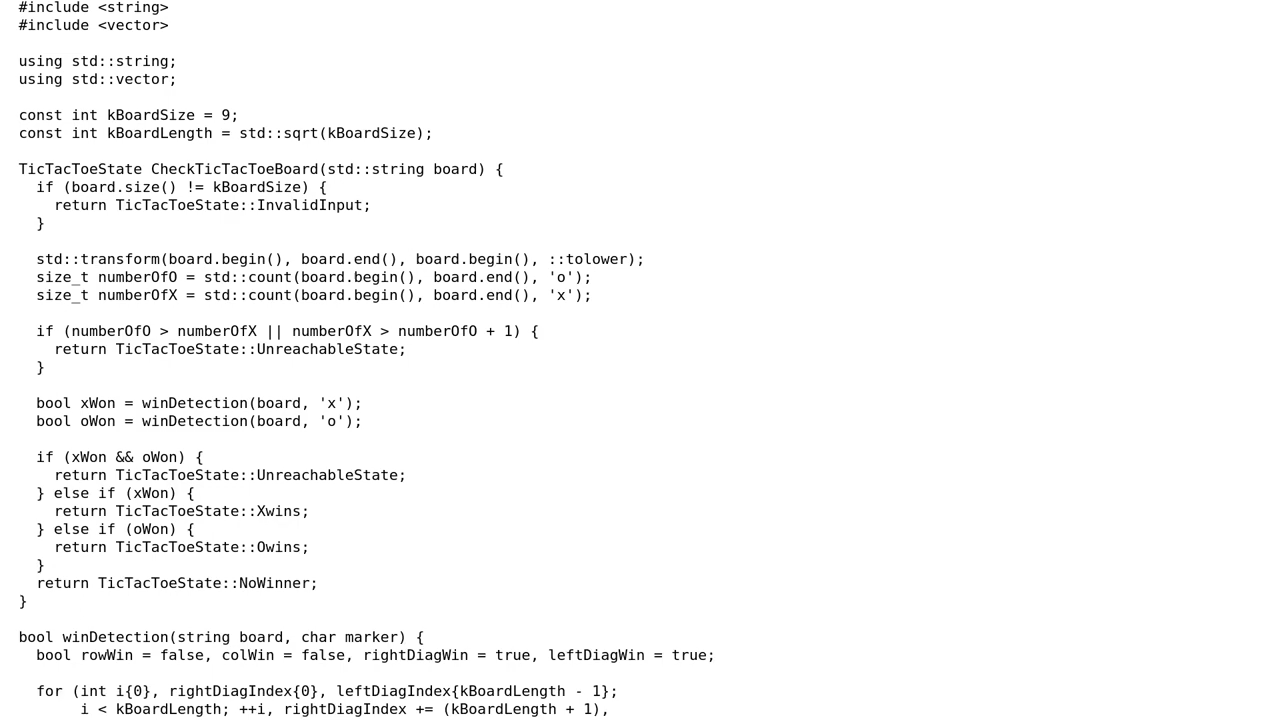 #include <string>
#include <vector>

using std::string;
using std::vector;

const int kBoardSize = 9;
const int kBoardLength = std::sqrt(kBoardSize);

TicTacToeState CheckTicTacToeBoard(std::string board) {
  if (board.size() != kBoardSize) {
    return TicTacToeState::InvalidInput;
  }

  std::transform(board.begin(), board.end(), board.begin(), ::tolower);
  size_t numberOfO = std::count(board.begin(), board.end(), 'o');
  size_t numberOfX = std::count(board.begin(), board.end(), 'x');

  if (numberOfO > numberOfX || numberOfX > numberOfO + 1) {
    return TicTacToeState::UnreachableState;
  }

  bool xWon = winDetection(board, 'x');
  bool oWon = winDetection(board, 'o');

  if (xWon && oWon) {
    return TicTacToeState::UnreachableState;
  } else if (xWon) {
    return TicTacToeState::Xwins;
  } else if (oWon) {
    return TicTacToeState::Owins;
  }
  return TicTacToeState::NoWinner;
}

bool winDetection(string board, char marker) {
  bool rowWin = false, colWin = false, rightDiagWin = true, leftDiagWin = true;

  for (int i{0}, rightDiagIndex{0}, leftDiagIndex{kBoardLength - 1};
       i < kBoardLength; ++i, rightDiagIndex += (kBoardLength + 1),